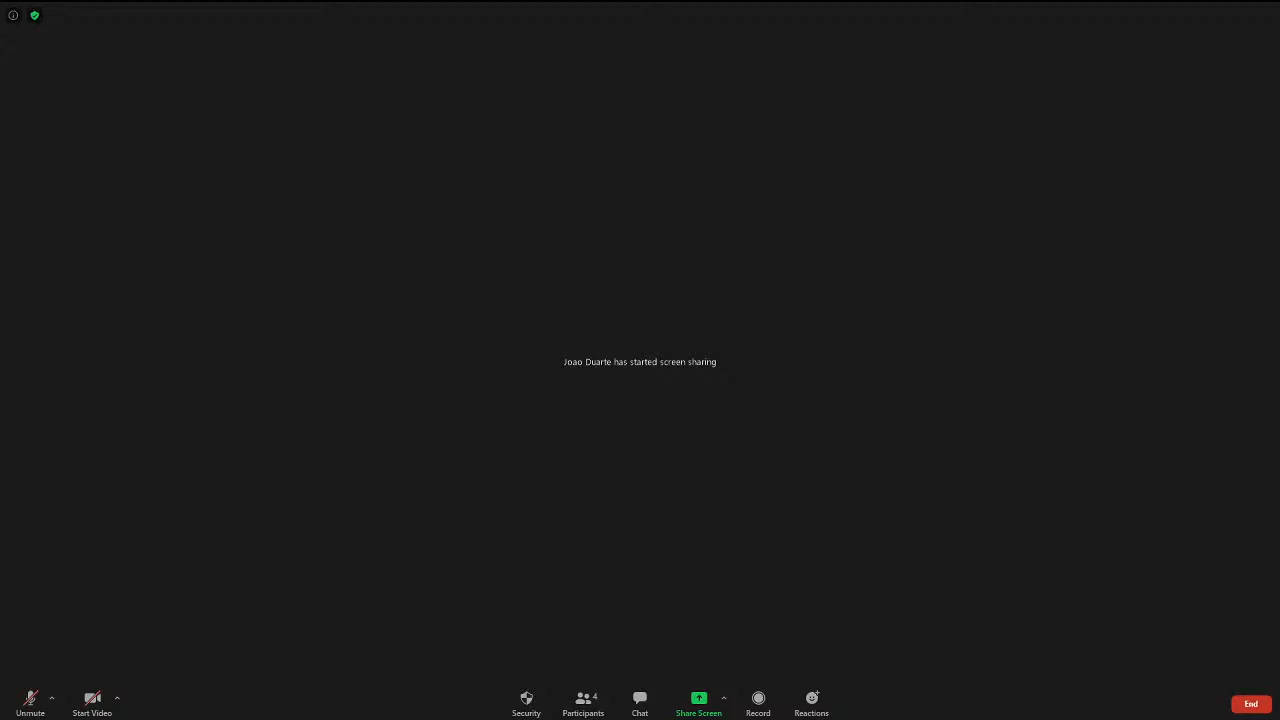 Joao Duarte has started screen sharing
4
Unmute
Start Video
Security
Participants
Chat
Share Screen
Record
Reactions
End